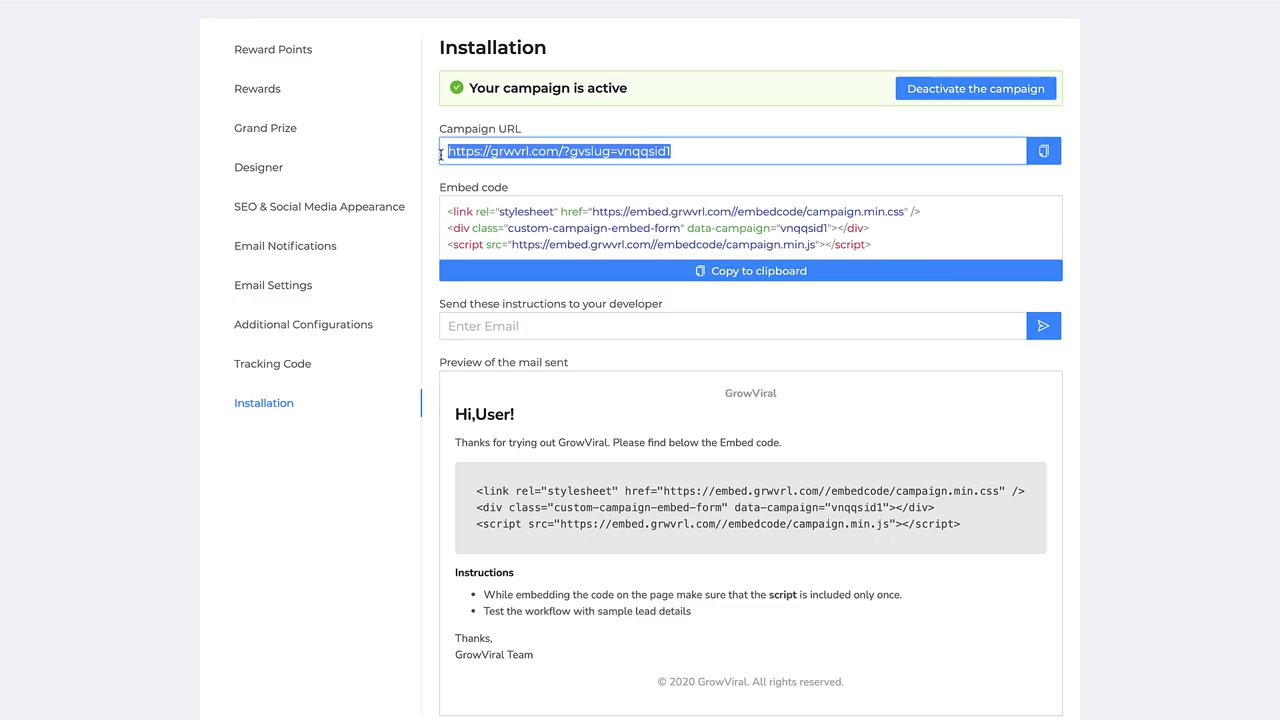 Reward Points
Rewards
Grand Prize
Designer
SEO & Social Media Appearance
Email Notifications
Email Settings
Additional Configurations
Tracking Code
Installation
Installation
Your campaign is active
Deactivate the campaign
Campaign URL
https://grwvrl.com/?gvslug=vnqqsid1
Embed code
<link rel="stylesheet" href="https://embed.grwvrl.com//embedcode/campaign.min.css" />
<div class="custom-campaign-embed-form" data-campaign="vnqqsid1"></div>
<script src="https://embed.grwvrl.com//embedcode/campaign.min.js"></script>
Copy to clipboard
Send these instructions to your developer
Enter Email
Preview of the mail sent
GrowViral
Hi,User!
Thanks for trying out GrowViral. Please find below the Embed code.
<link rel="stylesheet" href="https://embed.grwvrl.com//embedcode/campaign.min.css" />
<div class="custom-campaign-embed-form" data-campaign="vnqqsid1"></div>
<script src="https://embed.grwvrl.com//embedcode/campaign.min.js"></script>
Instructions
• While embedding the code on the page make sure that the script is included only once.
• Test the workflow with sample lead details
Thanks,
GrowViral Team
© 2020 GrowViral. All rights reserved.